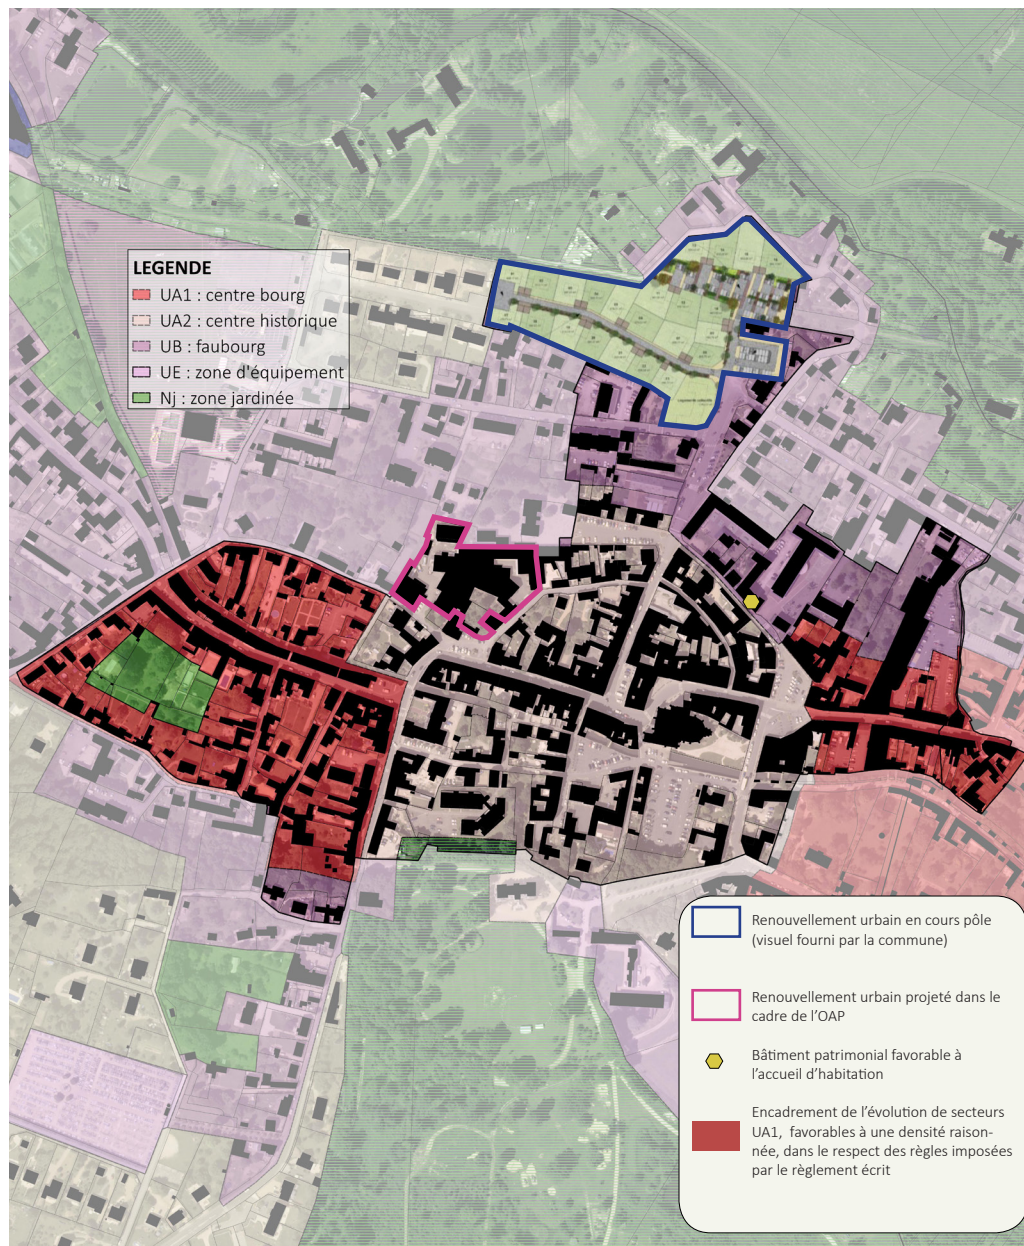 LEGENDE
UA1 : centre bourg
UA2 : centre historique
UB : faubourg
UE : zone d'équipement
Nj : zone jardinée
Renouvellement urbain en cours pôle
(visuel fourni par la commune)
Renouvellement urbain projeté dans le
cadre de l’OAP
Bâtiment patrimonial favorable à
l’accueil d’habitation
Encadrement de l’évolution de secteurs
UA1, favorables à une densité raison-
née, dans le respect des règles imposées
par le règlement écrit